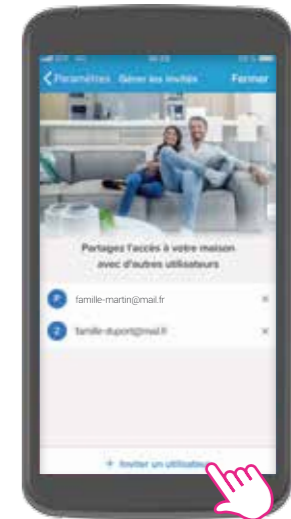 Paramètres Gérer les invités Fermer
Partagez l'accès à votre maison
avec d'autres utilisateurs
P famille-martin@mail.fr ×
famille-dupont@mail.fr ×
+ Inviter un utilisateur